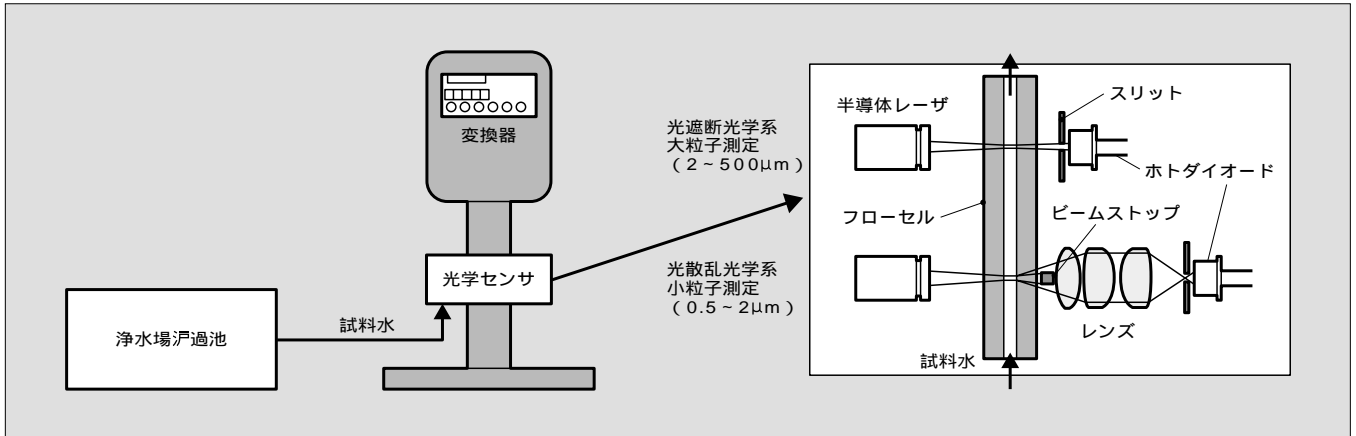 変換器
光学センサ
試料水
浄水場沪過池
光遮断光学系
大粒子測定
(2~500μm)
光散乱光学系
小粒子測定
(0.5~2μm)
半導体レーザ
スリット
ホトダイオード
フローセル
ビームストップ
レンズ
試料水